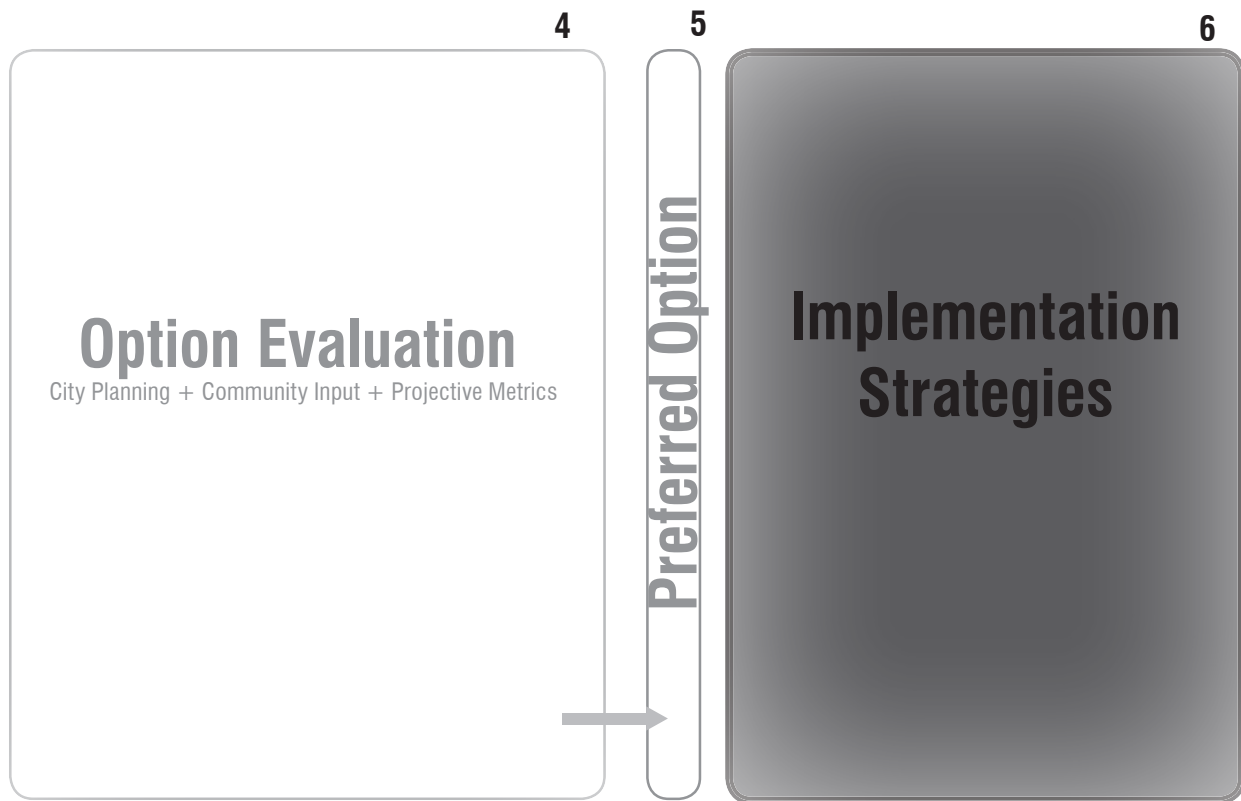 4
Option Evaluation
City Planning + Community Input + Projective Metrics
5
Preferred Option
6
Implementation
Strategies